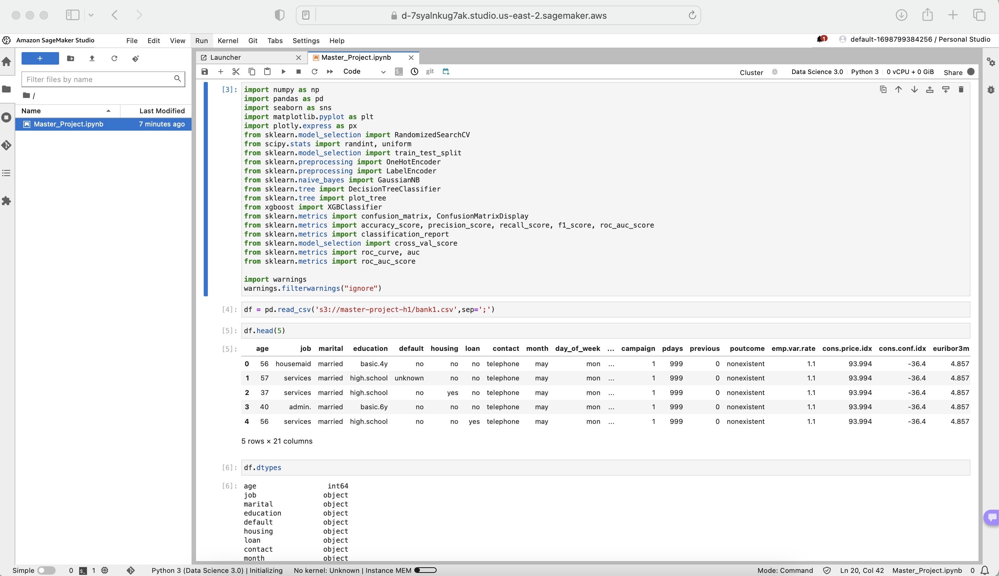 d-7syalnkug7ak.studio.us-east-2.sagemaker.aws
Amazon SageMaker Studio File Edit View Run Kernel Git Tabs Settings Help 1 default-1698799384256 / Personal Studio
+
Filter files by name
/
Name Last Modified
Master_Project.ipynb 7 minutes ago
Launcher Master_Project.ipynb
Code git Cluster Data Science 3.0 Python 3 0 vCPU + 0 GiB Share
[3]: import numpy as np
import pandas as pd
import seaborn as sns
import matplotlib.pyplot as plt
import plotly.express as px
from sklearn.model_selection import RandomizedSearchCV
from scipy.stats import randint, uniform
from sklearn.model_selection import train_test_split
from sklearn.preprocessing import OneHotEncoder
from sklearn.preprocessing import LabelEncoder
from sklearn.naive_bayes import GaussianNB
from sklearn.tree import DecisionTreeClassifier
from sklearn.tree import plot_tree
from xgboost import XGBClassifier
from sklearn.metrics import confusion_matrix, ConfusionMatrixDisplay
from sklearn.metrics import accuracy_score, precision_score, recall_score, f1_score, roc_auc_score
from sklearn.metrics import classification_report
from sklearn.model_selection import cross_val_score
from sklearn.metrics import roc_curve, auc
from sklearn.metrics import roc_auc_score
import warnings
warnings.filterwarnings("ignore")
[4]: df = pd.read_csv('s3://master-project-h1/bank1.csv',sep=';')
[5]: df.head(5)
[5]: age job marital education default housing loan contact month day_of_week ... campaign pdays previous poutcome emp.var.rate cons.price.idx cons.conf.idx euribor3m
0 56 housemaid married basic.4y no no no telephone may mon ... 1 999 0 nonexistent 1.1 93.994 -36.4 4.857
1 57 services married high.school unknown no no telephone may mon ... 1 999 0 nonexistent 1.1 93.994 -36.4 4.857
2 37 services married high.school no yes no telephone may mon ... 1 999 0 nonexistent 1.1 93.994 -36.4 4.857
3 40 admin. married basic.6y no no no telephone may mon ... 1 999 0 nonexistent 1.1 93.994 -36.4 4.857
4 56 services married high.school no no yes telephone may mon ... 1 999 0 nonexistent 1.1 93.994 -36.4 4.857
5 rows × 21 columns
[6]: df.dtypes
[6]: age int64
job object
marital object
education object
default object
housing object
loan object
contact object
month object
Simple 0 $_ 1 Python 3 (Data Science 3.0) | Initializing No kernel: Unknown | Instance MEM Mode: Command Ln 20, Col 42 Master_Project.ipynb 0